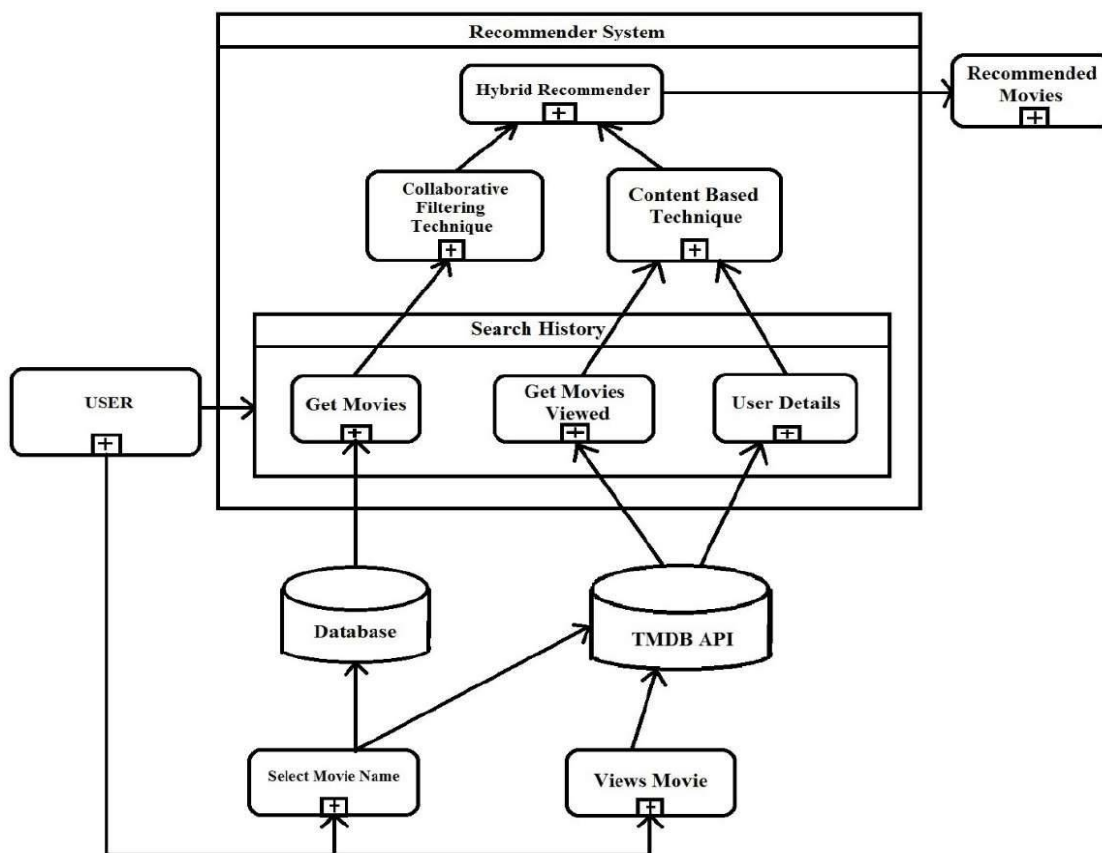 Recommender System
Hybrid Recommender
Recommended
Movies
Collaborative
Filtering
Technique
Content Based
Technique
Search History
USER
Get Movies
Get Movies
Viewed
User Details
Database
TMDB API
Select Movie Name
Views Movie